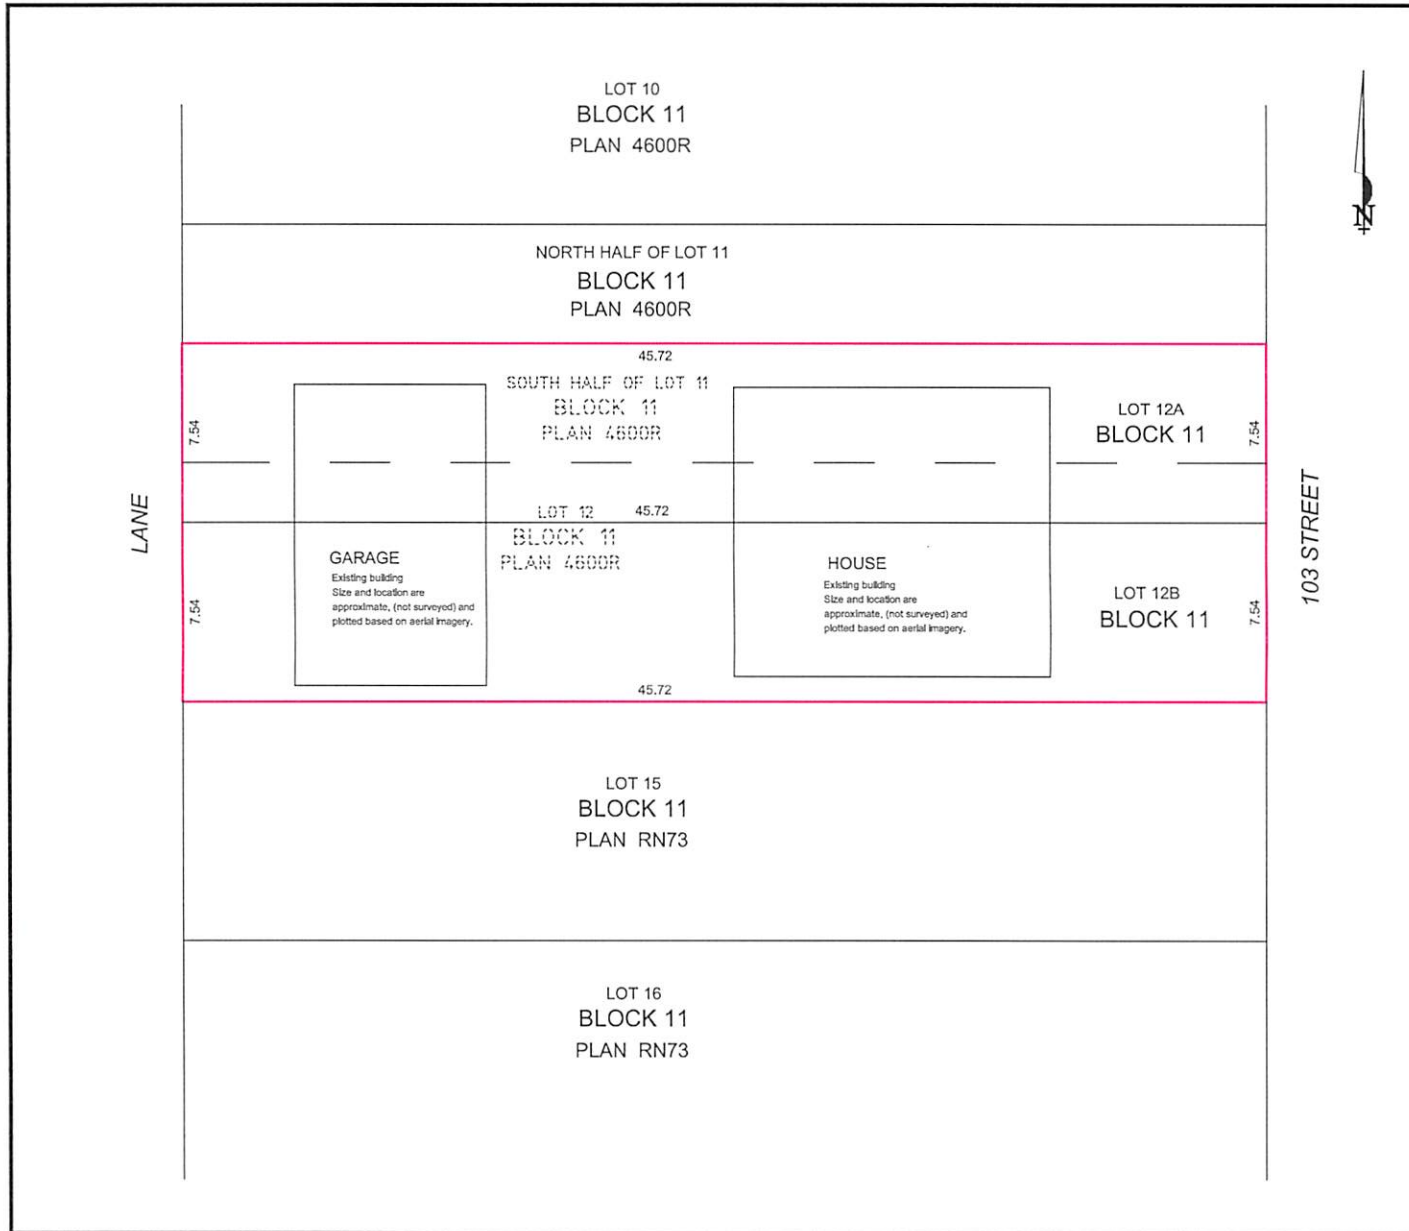 LOT 10
BLOCK 11
PLAN 4600R
N
NORTH HALF OF LOT 11
BLOCK 11
PLAN 4600R
45.72
SOUTH HALF OF LOT 11
BLOCK 11
PLAN 4600R
7.54
LOT 12A
BLOCK 11
7.54
LANE
103 STREET
LOT 12
45.72
BLOCK 11
PLAN 4600R
GARAGE
Existing building
Size and location are
approximate, (not surveyed) and
plotted based on aerial imagery.
HOUSE
Existing building
Size and location are
approximate, (not surveyed) and
plotted based on aerial imagery.
7.54
LOT 12B
BLOCK 11
7.54
45.72
LOT 15
BLOCK 11
PLAN RN73
LOT 16
BLOCK 11
PLAN RN73